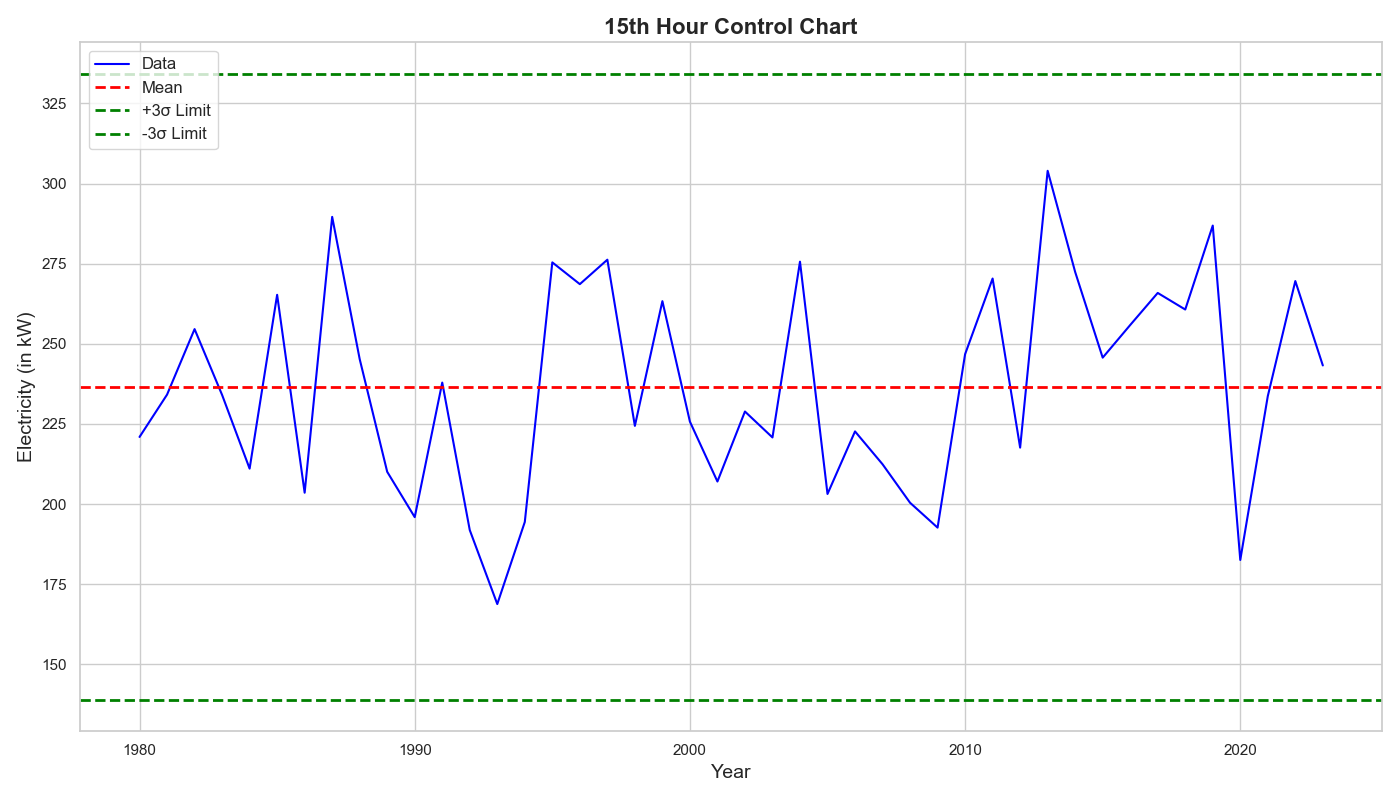 15th Hour Control Chart
Data
Mean
+3σ Limit
-3σ Limit
325
300
275
250
225
200
175
150
Electricity (in kW)
1980
1990
2000
2010
2020
Year